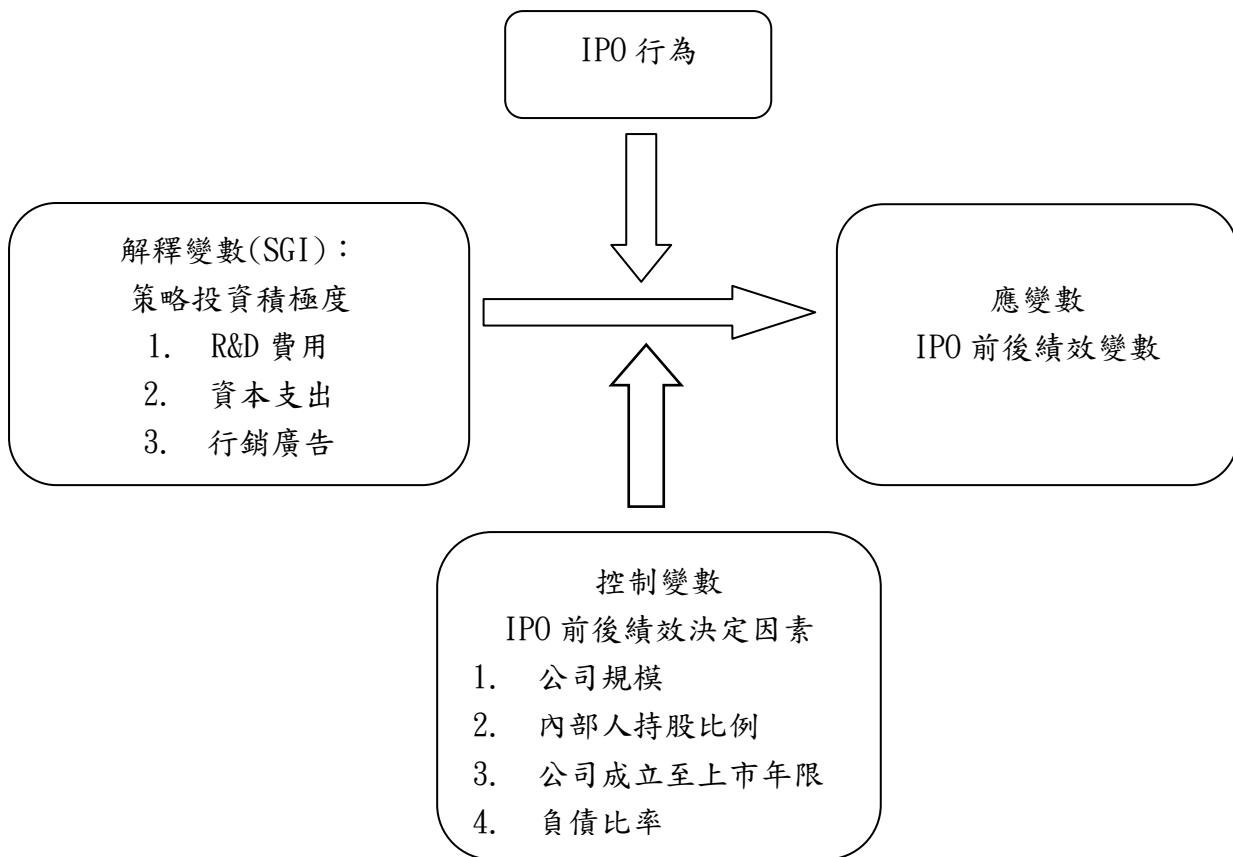 IPO 行為
解釋變數(SGI)：
策略投資積極度
1. R&D 費用
2. 資本支出
3. 行銷廣告
應變數
IPO 前後績效變數
控制變數
IPO 前後績效決定因素
1. 公司規模
2. 內部人持股比例
3. 公司成立至上市年限
4. 負債比率